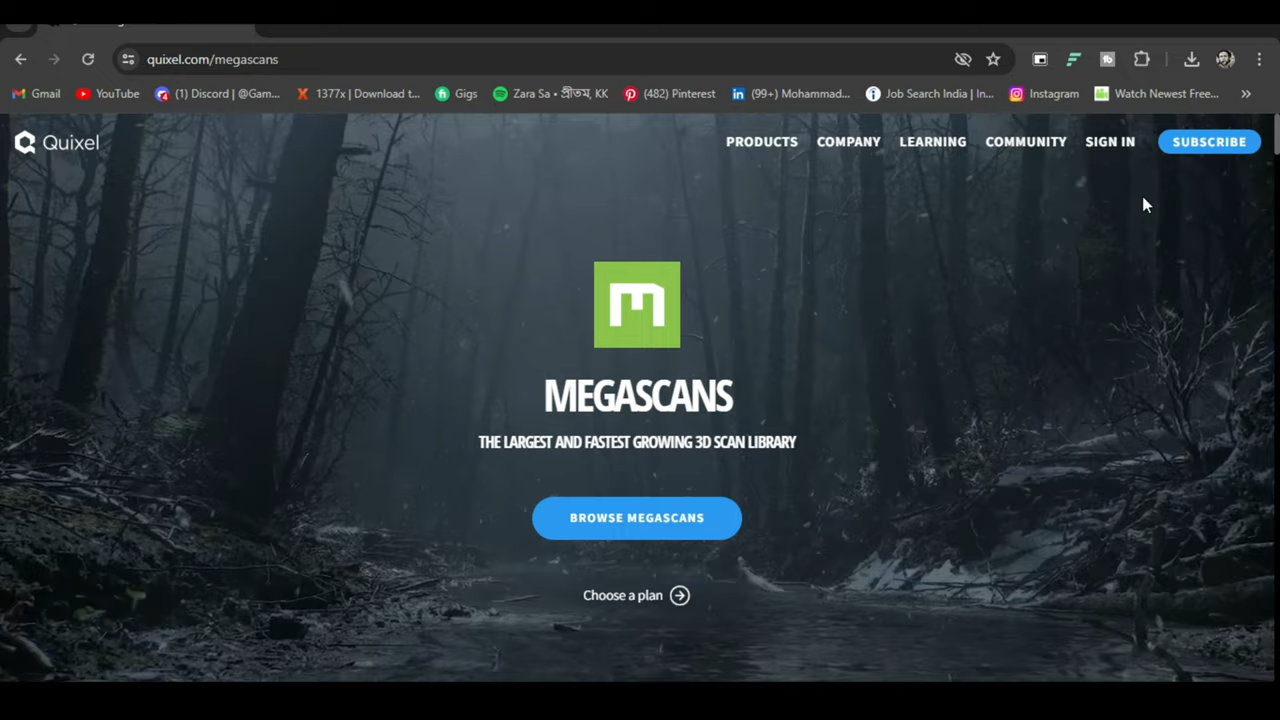 quixel.com/megascans
Gmail
YouTube
(1) Discord | @Gam...
1377x | Download t...
Gigs
Zara Sa • শ্রীতমা, KK
(482) Pinterest
(99+) Mohammad...
Job Search India | In...
Instagram
Watch Newest Free...
Quixel
PRODUCTS
COMPANY
LEARNING
COMMUNITY
SIGN IN
SUBSCRIBE
MEGASCANS
THE LARGEST AND FASTEST GROWING 3D SCAN LIBRARY
BROWSE MEGASCANS
Choose a plan